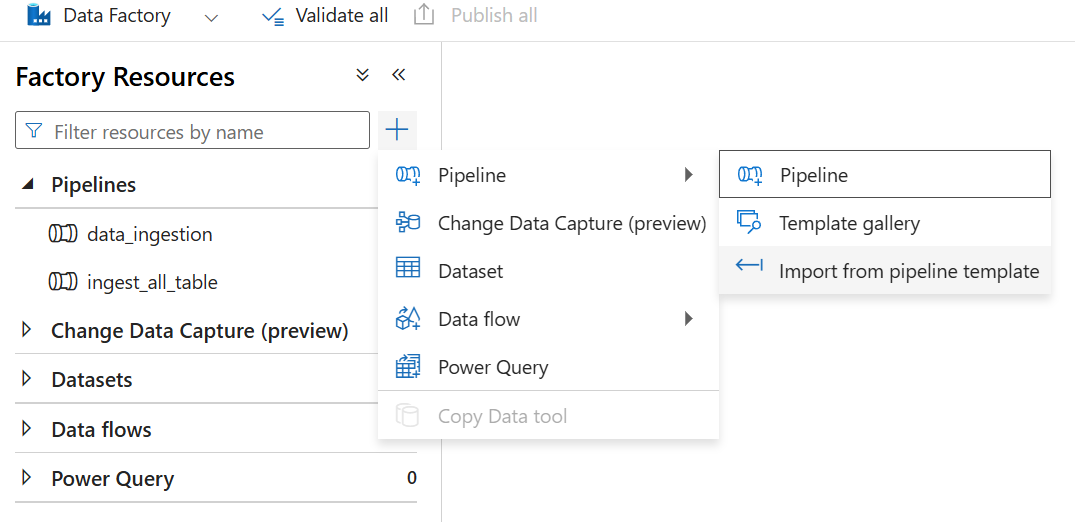 Data Factory Validate all Publish all
Factory Resources
Filter resources by name
Pipelines
data_ingestion
ingest_all_table
Change Data Capture (preview)
Datasets
Data flows
Power Query 0
Pipeline
Change Data Capture (preview)
Dataset
Data flow
Power Query
Copy Data tool
Pipeline
Template gallery
Import from pipeline template